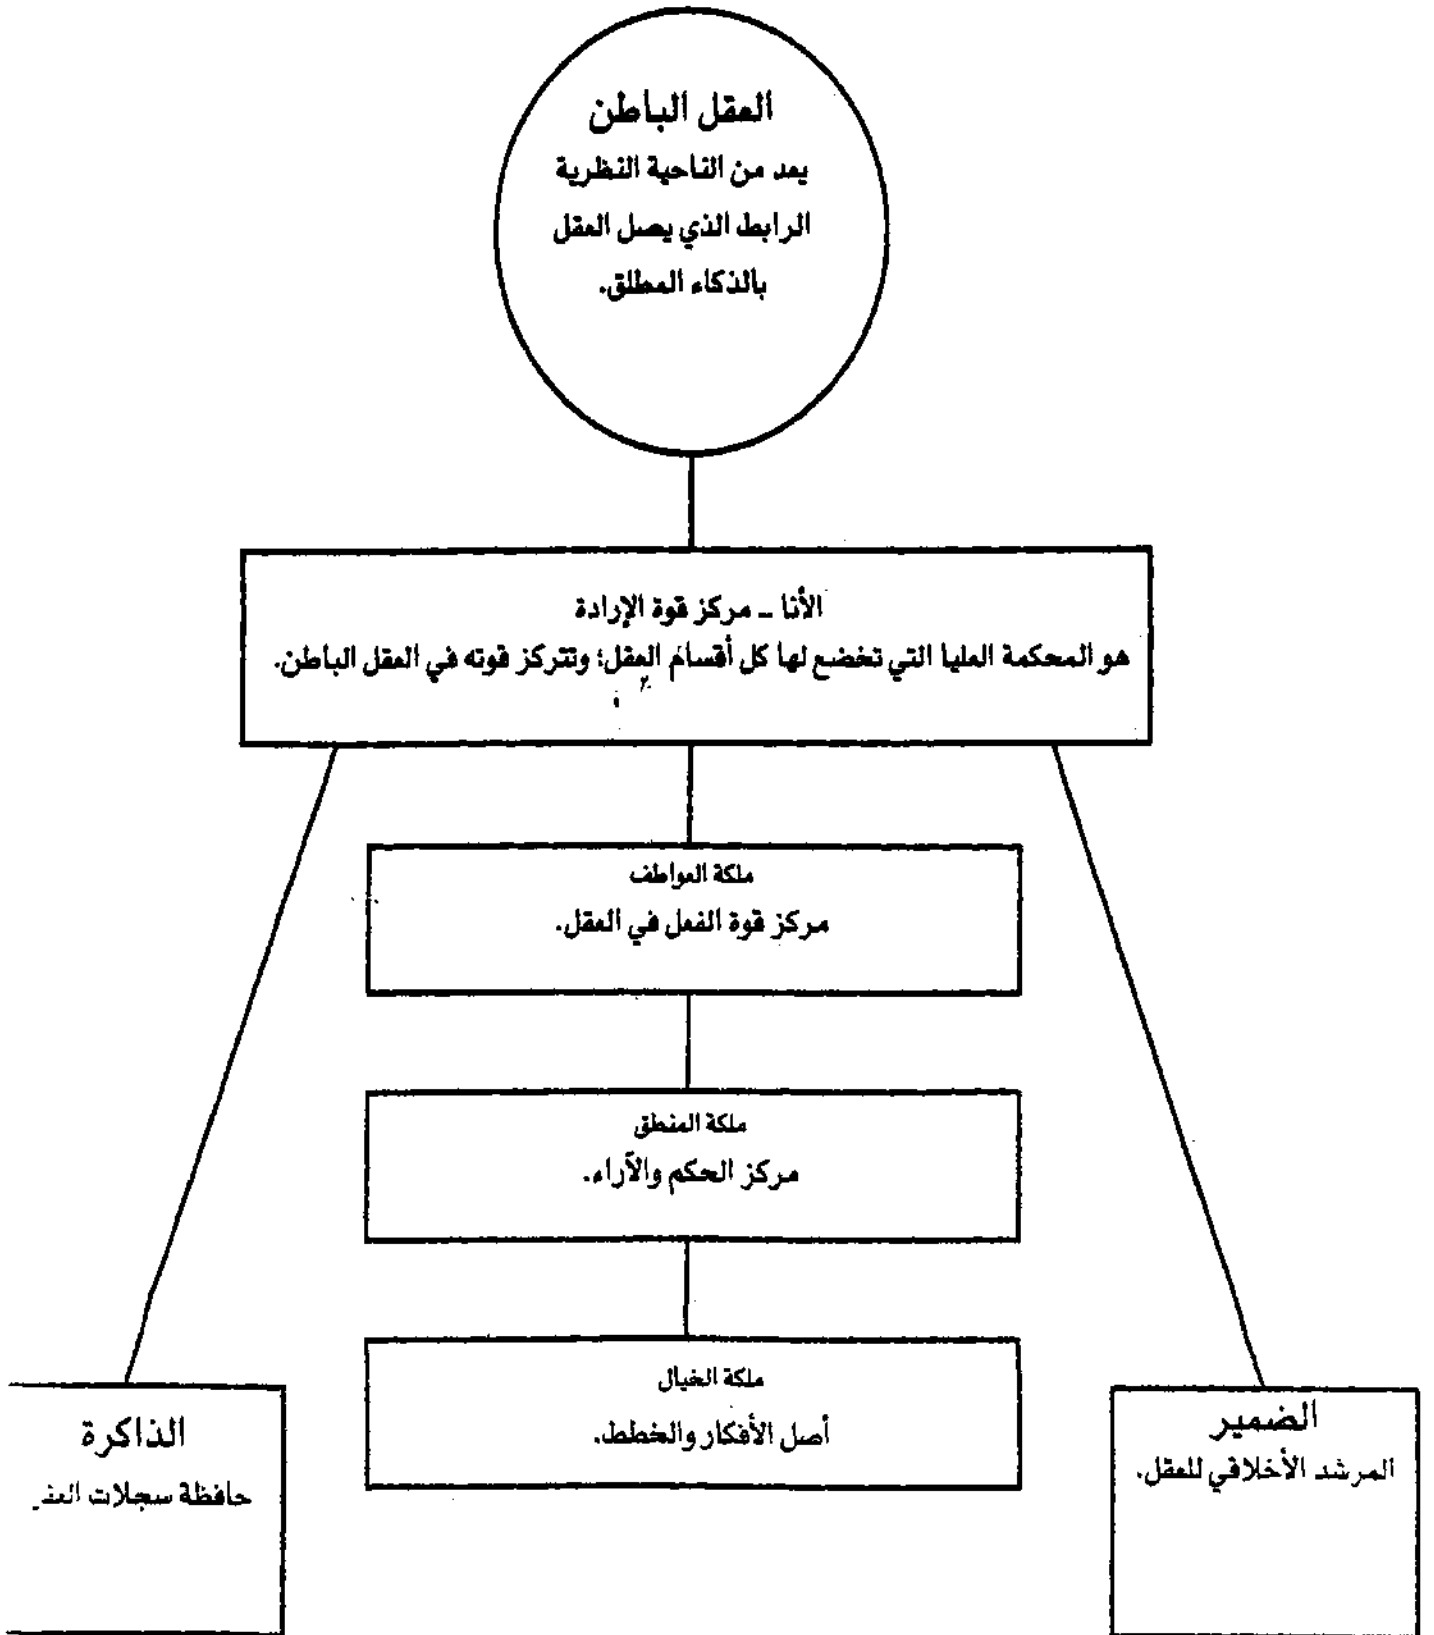 العقل الباطن
يعد من الناحية النظرية
الرابط الذي يصل العقل
بالذكاء المطلق.
الأنا ـ مركز قوة الإرادة
هو المحكمة العليا التي تخضع لها كل أقسام العقل؛ وتتركز قوته في العقل الباطن.
ملكة العواطف
مركز قوة الفعل في العقل.
ملكة المنطق
مركز الحكم والآراء.
ملكة الخيال
أصل الأفكار والخطط.
الضمير
المرشد الأخلاقي للعقل.
الذاكرة
حافظة سجلات